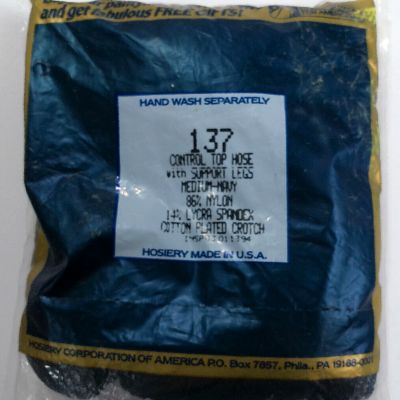 and get fabulous FREE GIFTS!
HAND WASH SEPARATELY
137
CONTROL TOP HOSE
with SUPPORT LEGS
MEDIUM-NAVY
86% NYLON
14% LYCRA SPANDEX
COTTON PLATED CROTCH
HOSIERY MADE IN U.S.A.
HOSIERY CORPORATION OF AMERICA P.O. Box 7857, Phila., PA